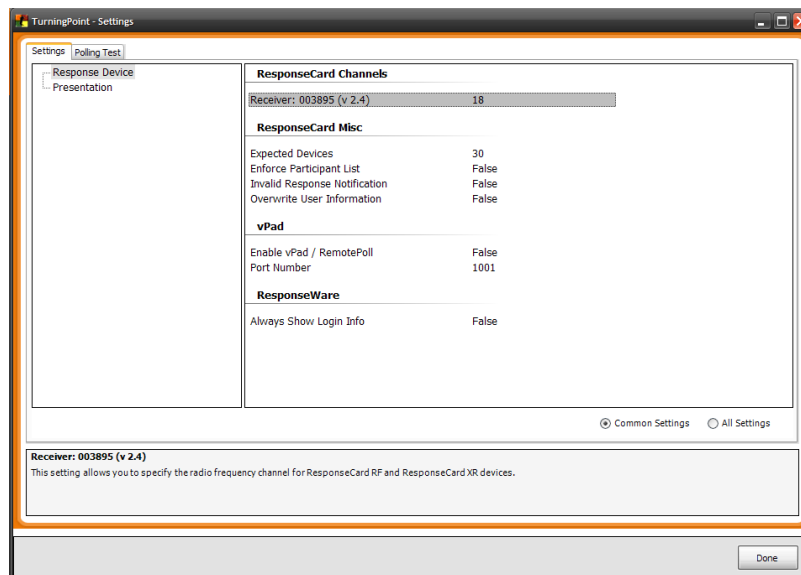 TurningPoint - Settings
Settings Polling Test
Response Device
Presentation
ResponseCard Channels
Receiver: 003895 (v 2.4) 18
ResponseCard Misc
Expected Devices 30
Enforce Participant List False
Invalid Response Notification False
Overwrite User Information False
vPad
Enable vPad / RemotePoll False
Port Number 1001
ResponseWare
Always Show Login Info False
Common Settings All Settings
Receiver: 003895 (v 2.4)
This setting allows you to specify the radio frequency channel for ResponseCard RF and ResponseCard XR devices.
Done